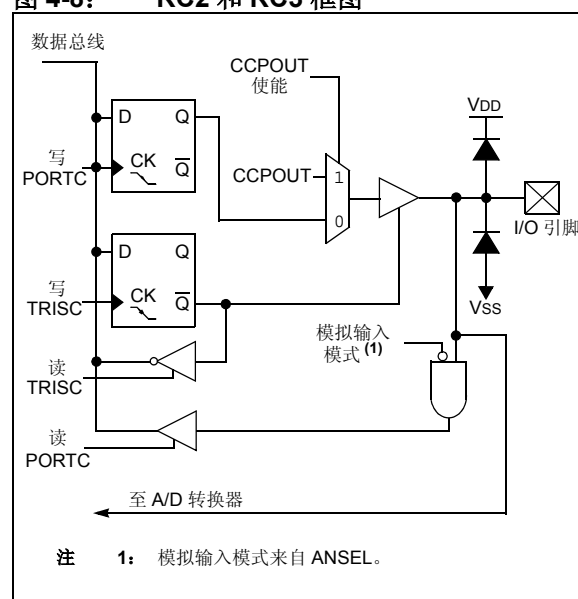 图 4-8： RC2 和 RC3 框图
数据总线
CCPOUT
使能
VDD
D Q
写
PORTC
CK Q
CCPOUT
1
0
I/O 引脚
D Q
写
TRISC
CK Q
VSS
模拟输入
模式 (1)
读
TRISC
读
PORTC
至 A/D 转换器
注 1： 模拟输入模式来自 ANSEL。